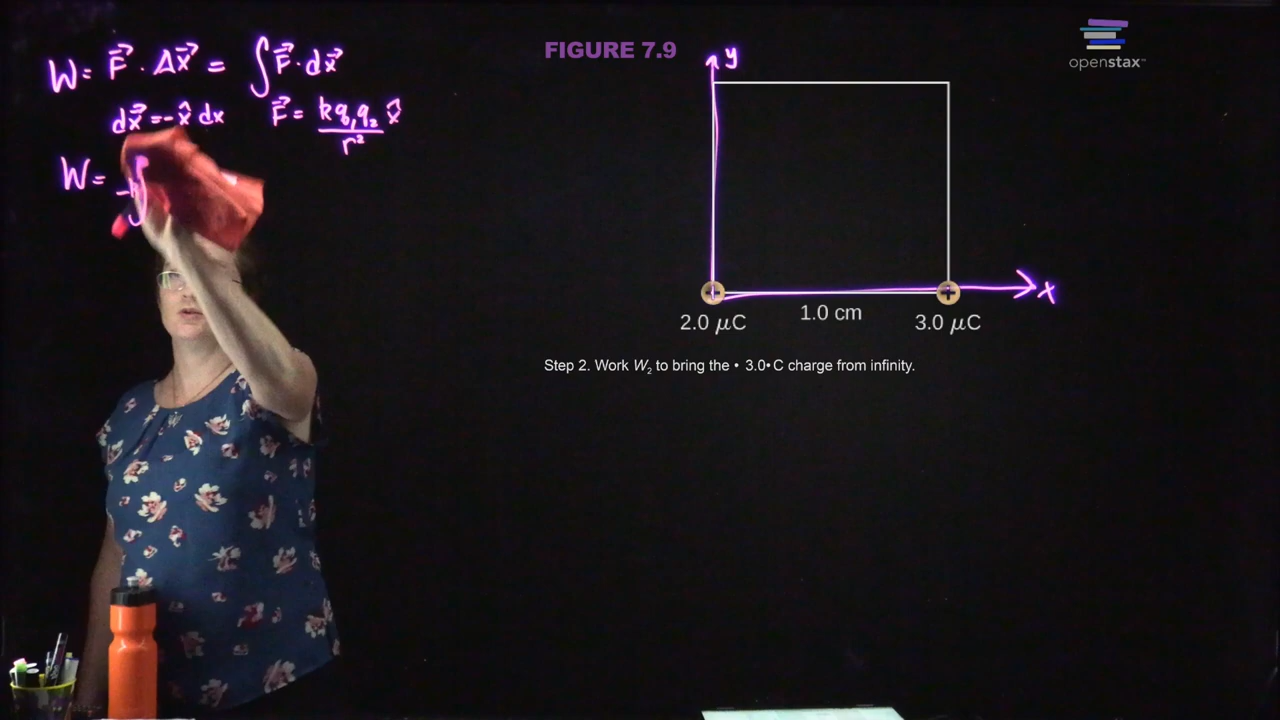 W = F⃗ · Δx⃗ = ∫ F⃗ · dx⃗
dx⃗ = -x̂ dx F⃗ = kq₁q₂/r² x̂
W =
FIGURE 7.9
openstax™
y
x
2.0 μC
1.0 cm
3.0 μC
Step 2. Work W₂ to bring the • 3.0•C charge from infinity.